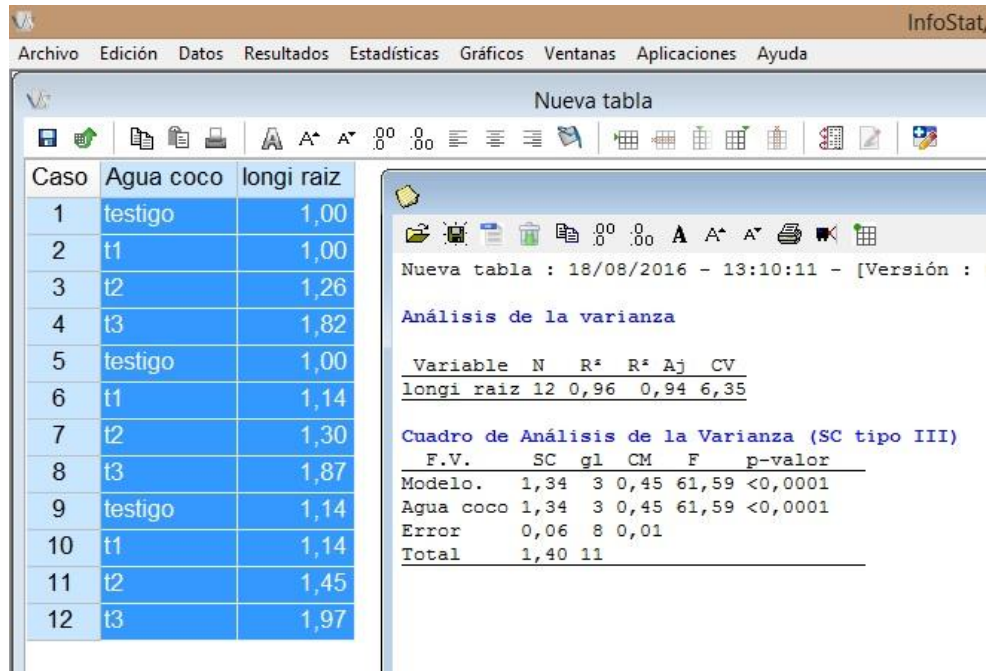 InfoStat/
Archivo Edición Datos Resultados Estadísticas Gráficos Ventanas Aplicaciones Ayuda
Nueva tabla
Caso Agua coco longi raiz
1 testigo 1,00
2 t1 1,00
3 t2 1,26
4 t3 1,82
5 testigo 1,00
6 t1 1,14
7 t2 1,30
8 t3 1,87
9 testigo 1,14
10 t1 1,14
11 t2 1,45
12 t3 1,97
Nueva tabla : 18/08/2016 - 13:10:11 - [Versión :
Análisis de la varianza
Variable N R² R² Aj CV
longi raiz 12 0,96 0,94 6,35
Cuadro de Análisis de la Varianza (SC tipo III)
F.V. SC gl CM F p-valor
Modelo. 1,34 3 0,45 61,59 <0,0001
Agua coco 1,34 3 0,45 61,59 <0,0001
Error 0,06 8 0,01
Total 1,40 11